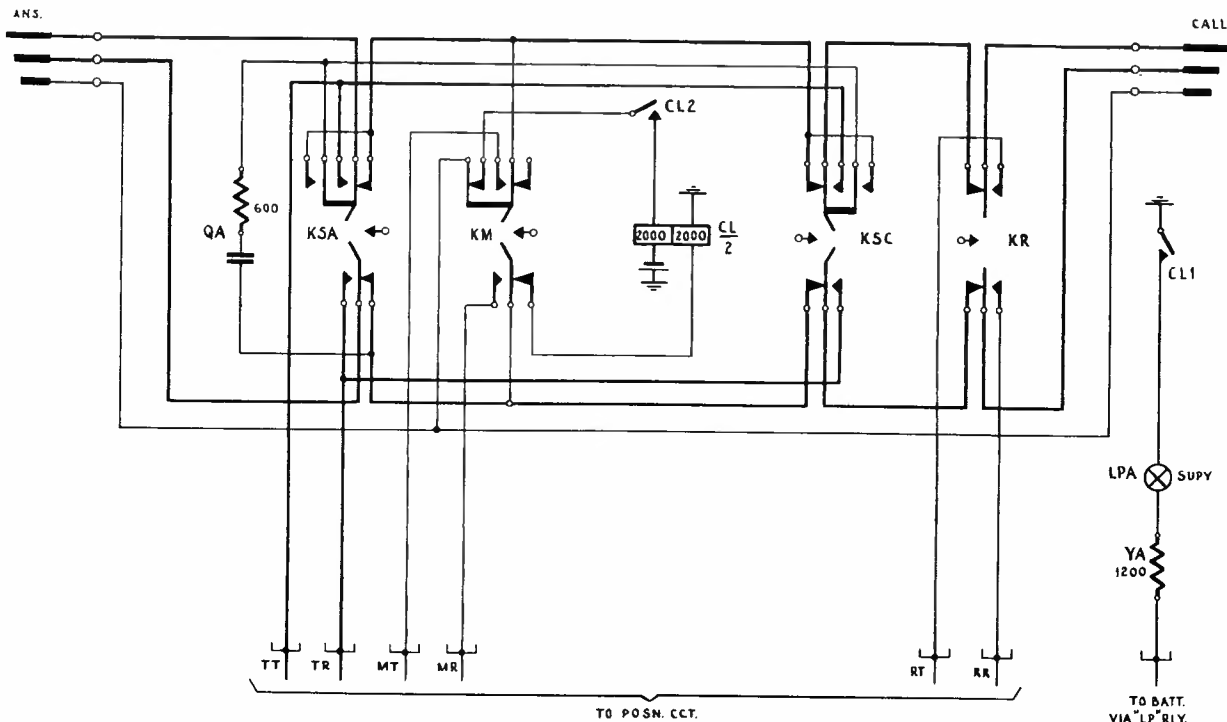 ANS.
CALL
CL2
600
QA
KSA
KM
2000 2000
CL
2
KSC
KR
CL1
LPA
SUPY
YA
1200
TT
TR
MT
MR
RT
RR
TO POSN. CCT.
TO BATT.
VIA "LP" RLY.